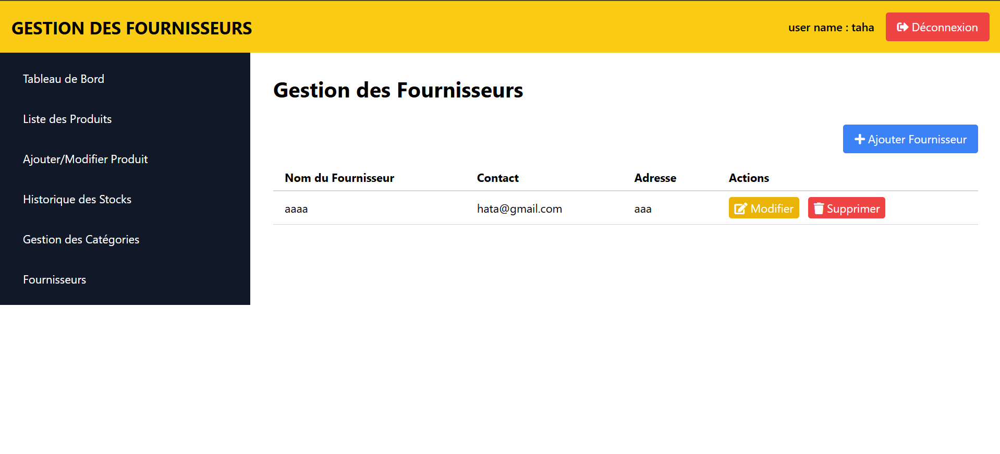 GESTION DES FOURNISSEURS
user name : taha
Déconnexion
Tableau de Bord
Liste des Produits
Ajouter/Modifier Produit
Historique des Stocks
Gestion des Catégories
Fournisseurs
Gestion des Fournisseurs
Ajouter Fournisseur
Nom du Fournisseur Contact Adresse Actions
aaaa hata@gmail.com aaa Modifier Supprimer